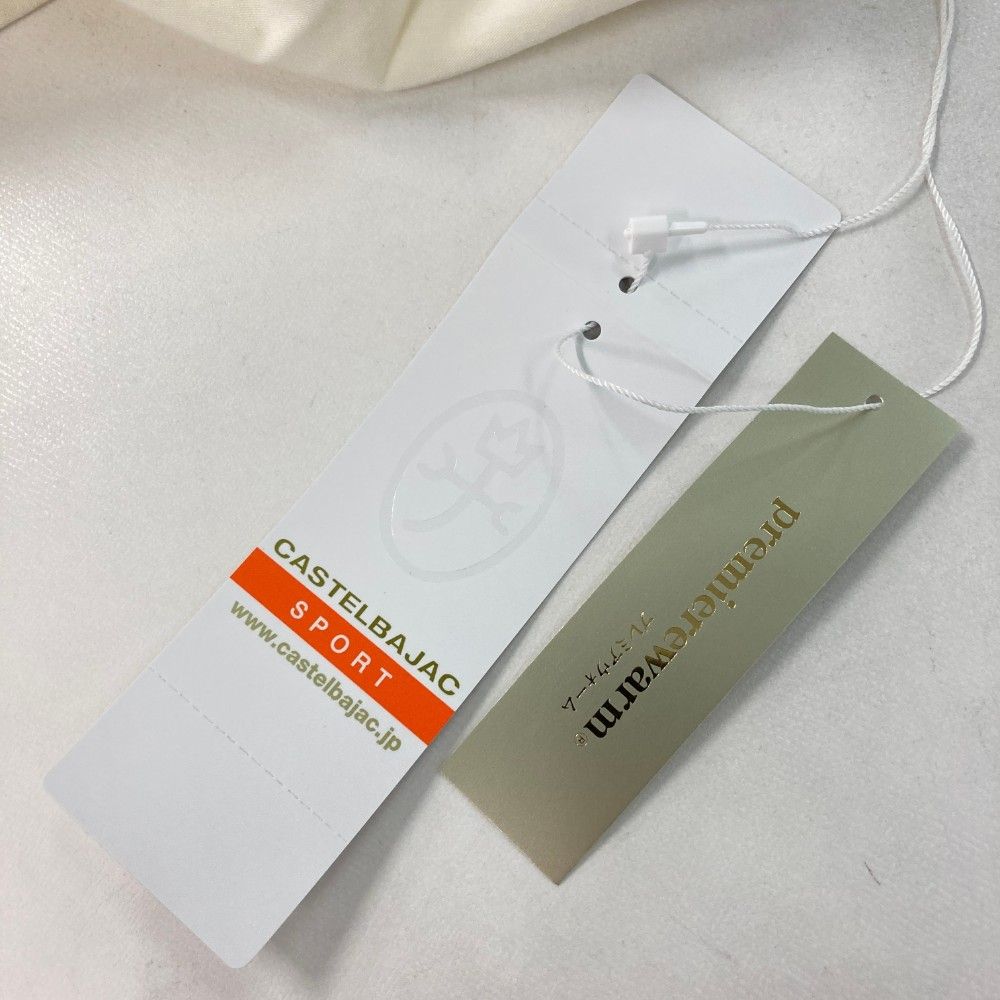 CASTELBAJAC
SPORT
www.castelbajac.jp
premierewarm®
プレミアウォーム